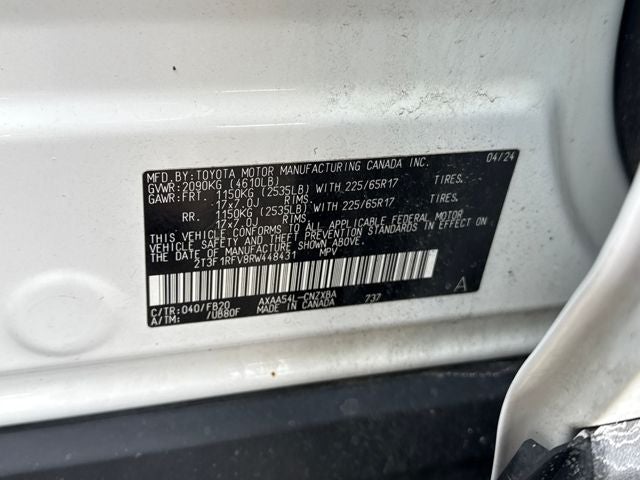 MFD.BY:TOYOTA MOTOR MANUFACTURING CANADA INC. 04/24
GVWR:2090KG (4610LB)
GAWR:FRT. 1150KG (2535LB) WITH 225/65R17 TIRES.
17x7.0J RIMS
RR. 1150KG (2535LB) WITH 225/65R17 TIRES.
17x7.0J RIMS
THIS VEHICLE CONFORMS TO ALL APPLICABLE FEDERAL MOTOR
VEHICLE SAFETY AND THEFT PREVENTION STANDARDS IN EFFECT
ON THE DATE OF MANUFACTURE SHOWN ABOVE.
2T3F1RFV8RW448431 MPV
C/TR:040/FB20 AXAA54L-CNZXBA 737 A
A/TM: /UB80F MADE IN CANADA